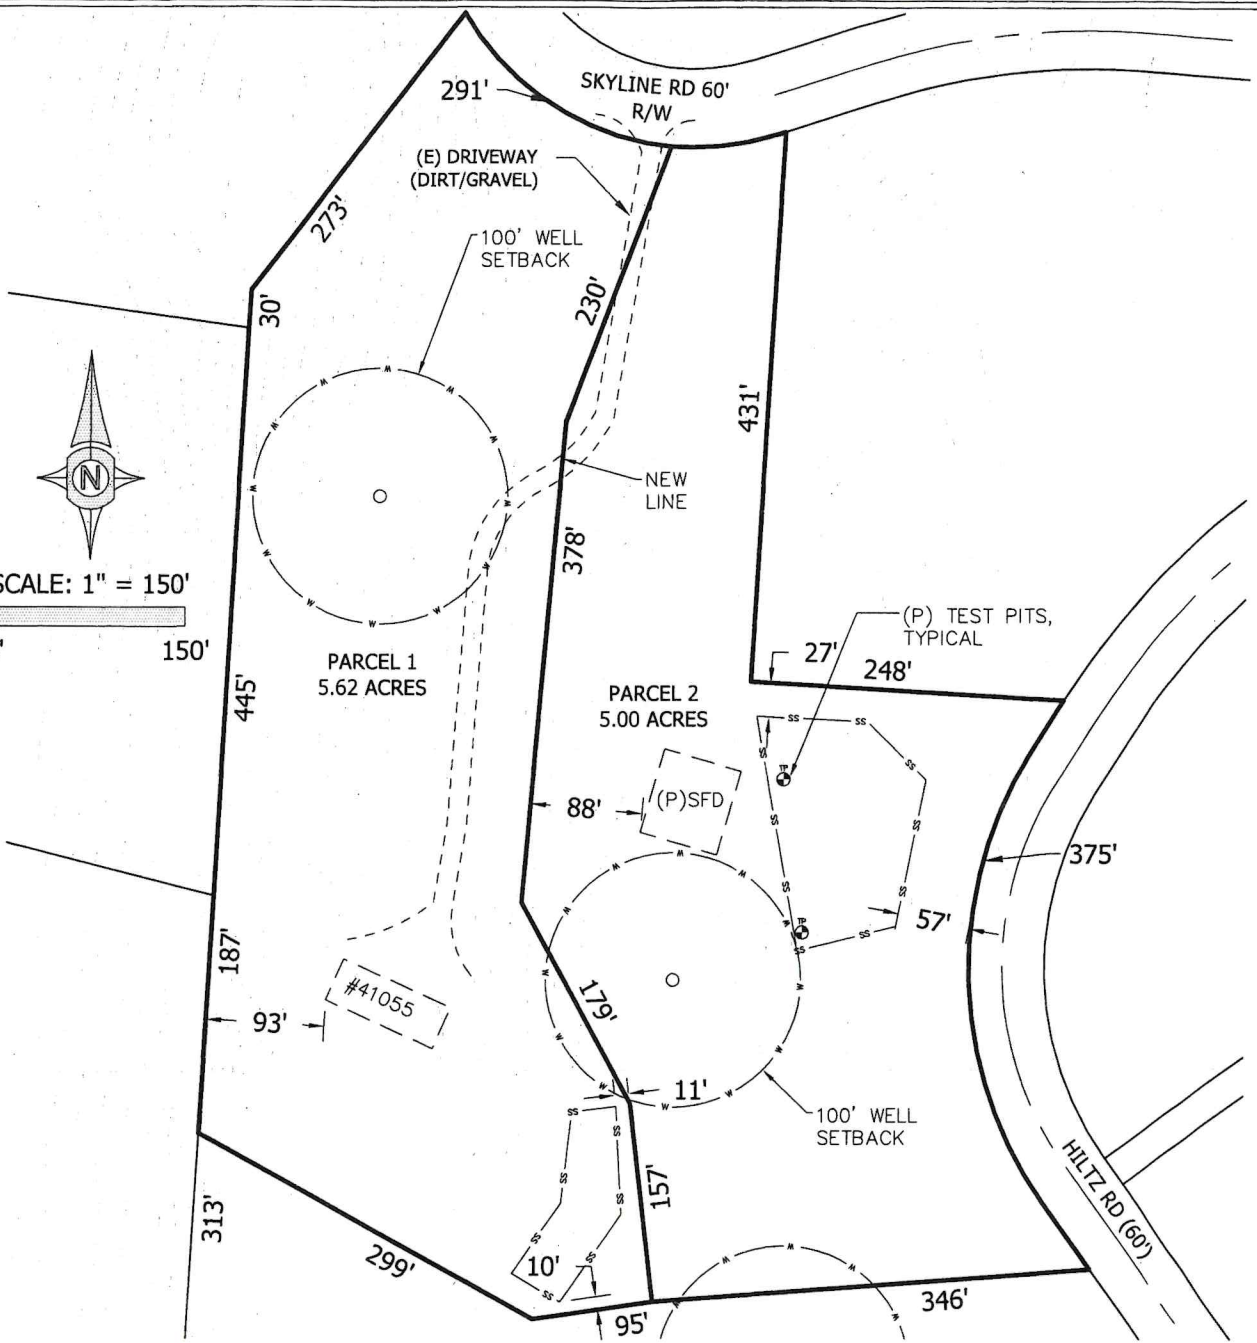 SKYLINE RD 60'
R/W
291'
(E) DRIVEWAY
(DIRT/GRAVEL)
273'
100' WELL
SETBACK
30'
230'
431'
N
NEW
LINE
378'
SCALE: 1" = 150'
150'
(P) TEST PITS,
TYPICAL
27'
248'
PARCEL 1
5.62 ACRES
445'
PARCEL 2
5.00 ACRES
TP
(P)SFD
88'
375'
57'
TP
187'
#41055
93'
179'
11'
100' WELL
SETBACK
157'
HILTZ RD (60')
313'
299'
10'
346'
95'